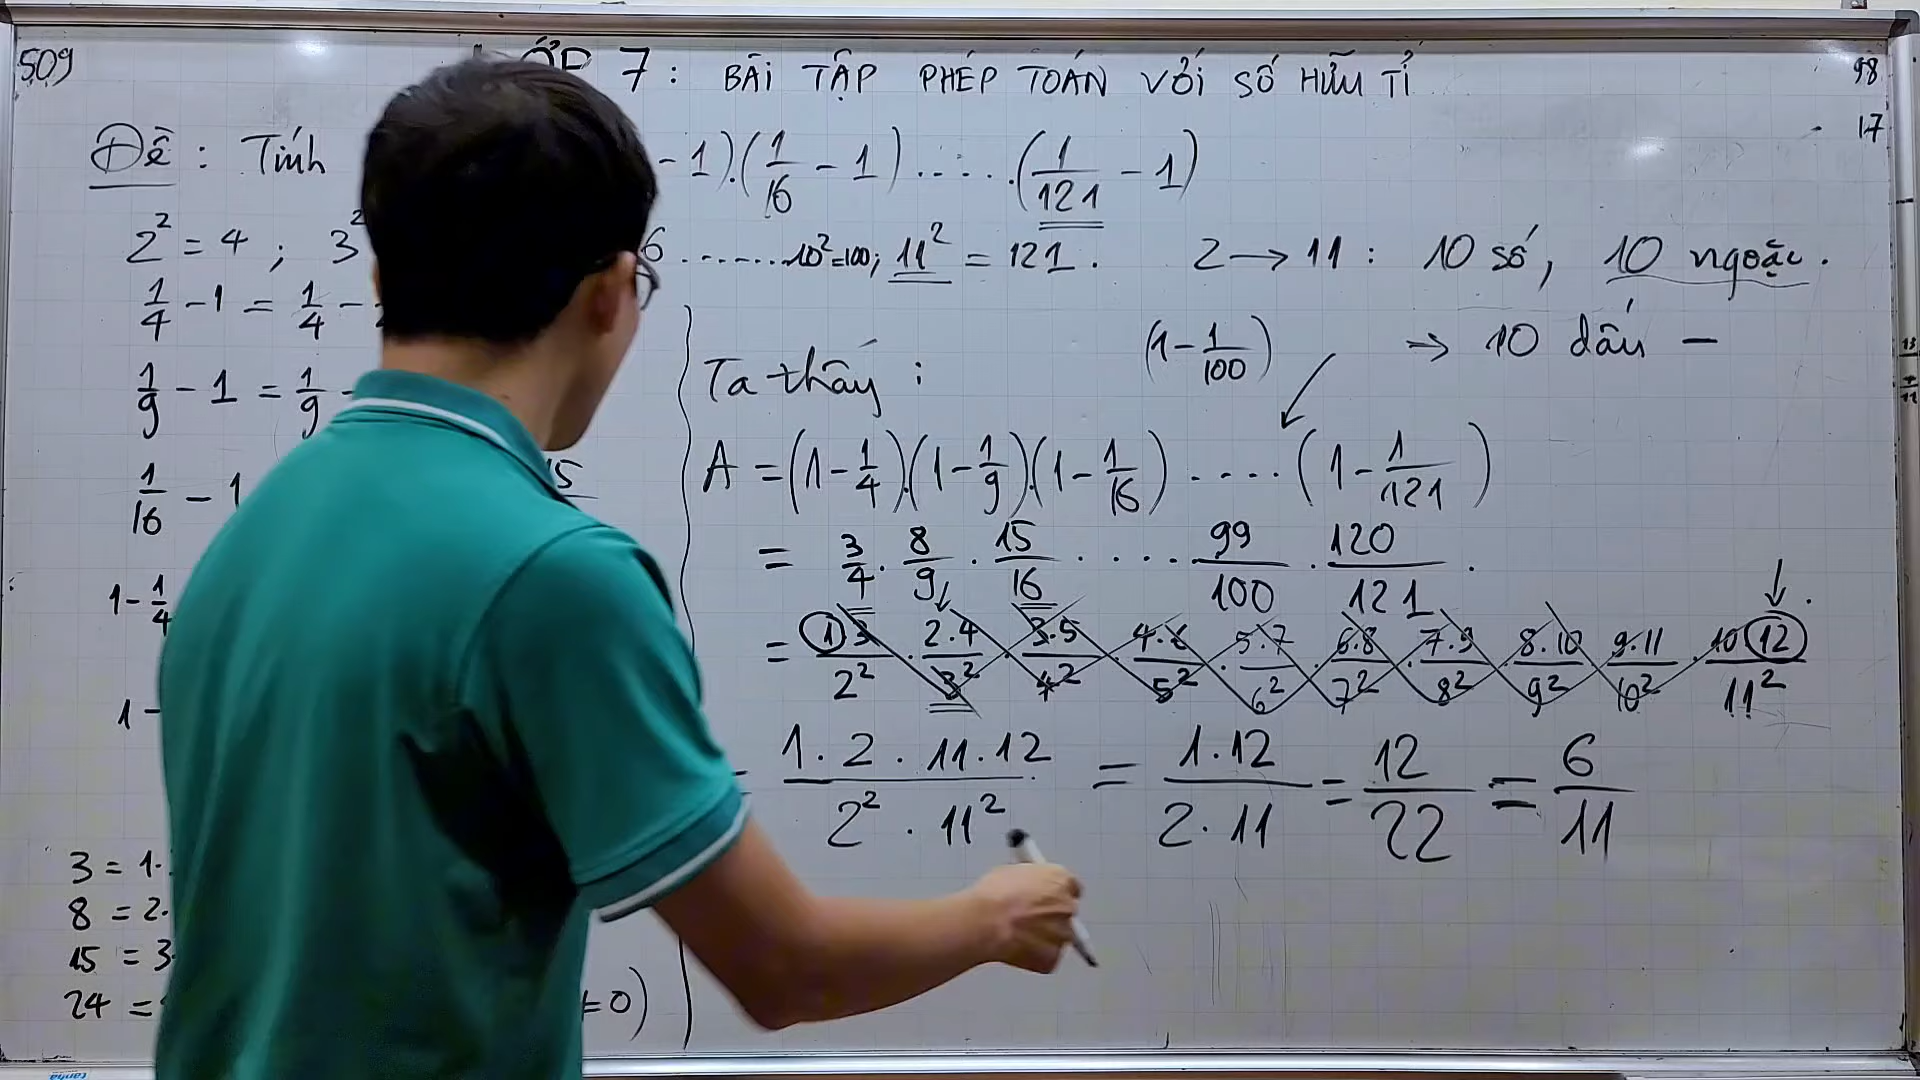 509
7 : BÀI TẬP PHÉP TOÁN VỚI SỐ HỮU TỈ
98
17
Đề : Tính
- 1).(1/16 - 1).....(1/121 - 1)
2² = 4 ; 3²
6 .......10²=100; 11² = 121. 2 → 11 : 10 số, 10 ngoặc.
1/4 - 1 = 1/4 -
⇒ 10 dấu -
1/9 - 1 = 1/9 -
Ta thấy : (1 - 1/100)
1/16 - 1
A = (1 - 1/4).(1 - 1/9).(1 - 1/16) ..... (1 - 1/121)
= 3/4 . 8/9 . 15/16 ..... 99/100 . 120/121 .
1 - 1/4
= 1.3/2² . 2.4/3² . 3.5/4² . 4.6/5² . 5.7/6² . 6.8/7² . 7.9/8² . 8.10/9² . 9.11/10² . 10.12/11² .
1 -
= 1.2.11.12/2².11² = 1.12/2.11 = 12/22 = 6/11
3 = 1.
8 = 2.
15 = 3
24 =
≠ 0)